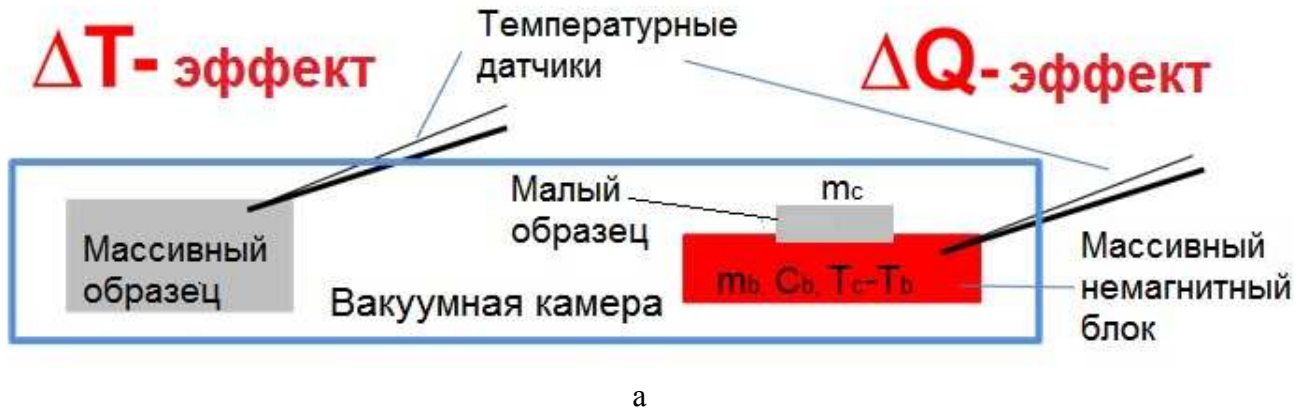 ΔT- эффект
Температурные
датчики
ΔQ- эффект
Массивный
образец
Вакуумная камера
Малый
образец
mc
mb, Cb, Tc-Tb
Массивный
немагнитный
блок
а